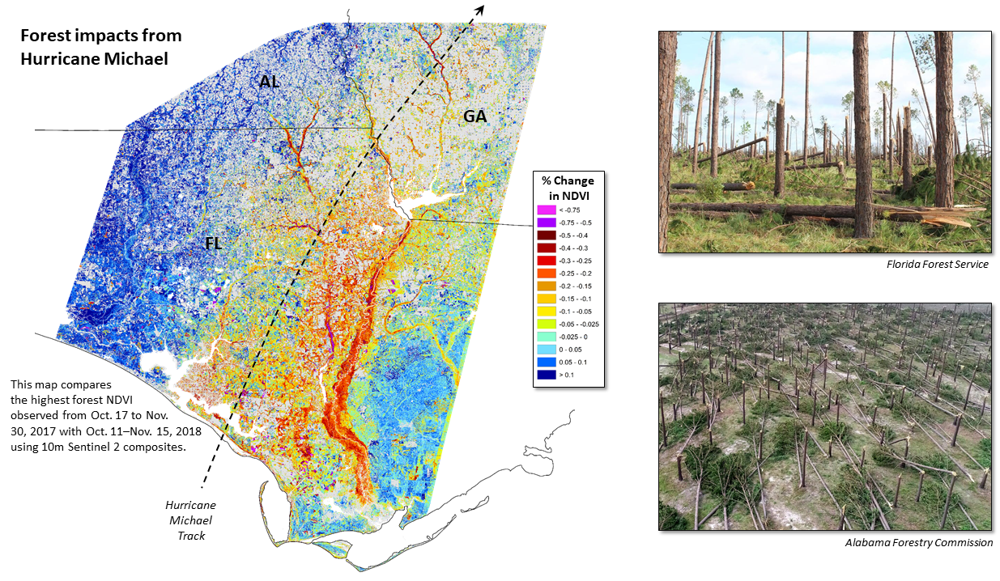 Forest impacts from
Hurricane Michael
AL
GA
FL
% Change
in NDVI
< -0.75
-0.75 - -0.5
-0.5 - -0.4
-0.4 - -0.3
-0.3 - -0.25
-0.25 - -0.2
-0.2 - -0.15
-0.15 - -0.1
-0.1 - -0.05
-0.05 - -0.025
-0.025 - 0
0 - 0.05
0.05 - 0.1
> 0.1
This map compares
the highest forest NDVI
observed from Oct. 17 to Nov.
30, 2017 with Oct. 11–Nov. 15, 2018
using 10m Sentinel 2 composites.
Hurricane
Michael
Track
Florida Forest Service
Alabama Forestry Commission